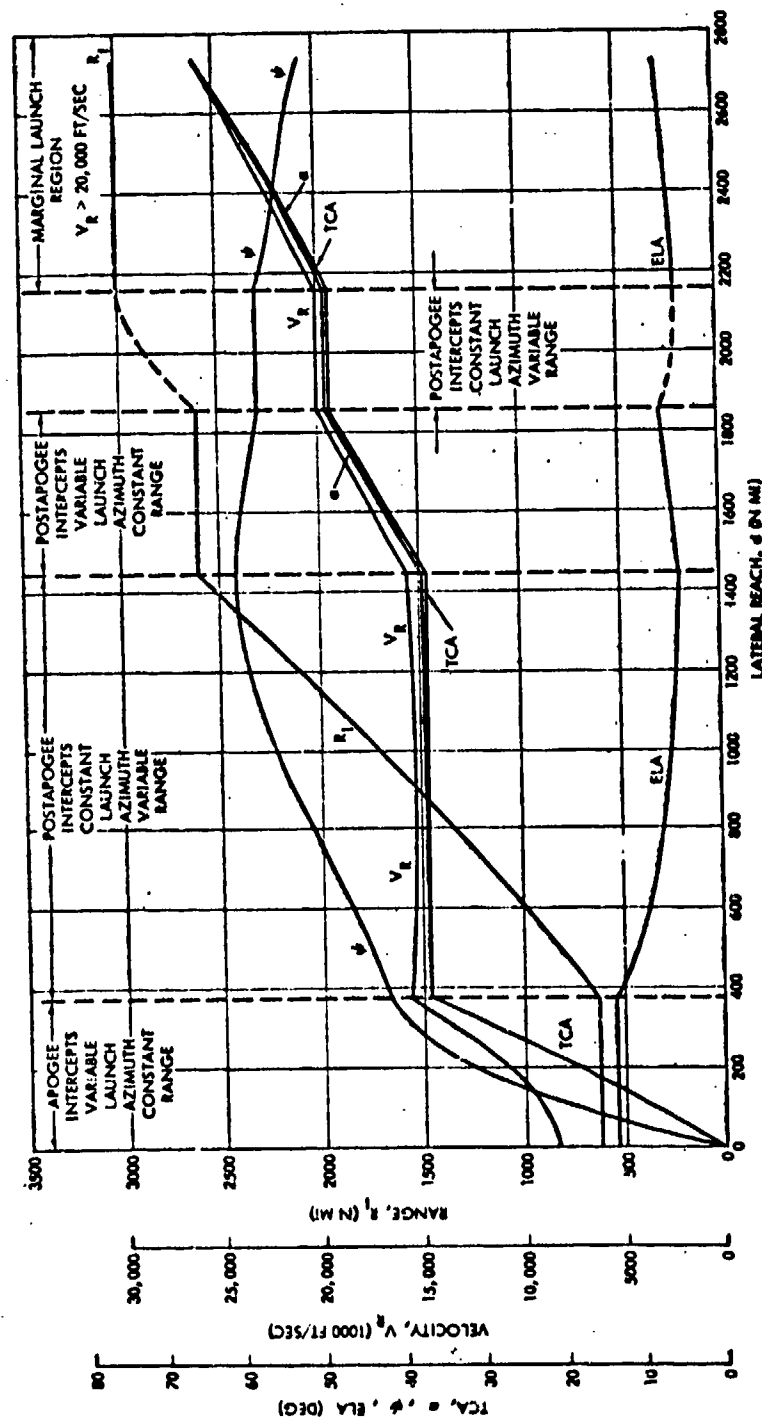 APOGEE
INTERCEPTS
VARIABLE
LAUNCH
AZIMUTH
CONSTANT
RANGE
POSTAPOGEE
INTERCEPTS
CONSTANT
LAUNCH
AZIMUTH
VARIABLE
RANGE
POSTAPOGEE
INTERCEPTS
VARIABLE
LAUNCH
AZIMUTH
CONSTANT
RANGE
MARGINAL LAUNCH
REGION
V_R > 20,000 FT/SEC
POSTAPOGEE
INTERCEPTS
CONSTANT
LAUNCH
AZIMUTH
VARIABLE
RANGE
R_I
ψ
ψ
ψ
α
TCA
V_R
α
V_R
TCA
R_I
V_R
TCA
ELA
ELA
80
60
40
20
0
TCA, α, ψ, ELA (DEG)
30,000
25,000
20,000
15,000
10,000
5000
0
VELOCITY, V_R (1000 FT/SEC)
3500
3000
2500
2000
1500
1000
500
0
RANGE, R_I (N MI)
0
200
400
600
800
1000
1200
1400
1600
1800
2000
2200
2400
2600
2800
LATERAL REACH, d (N MI)